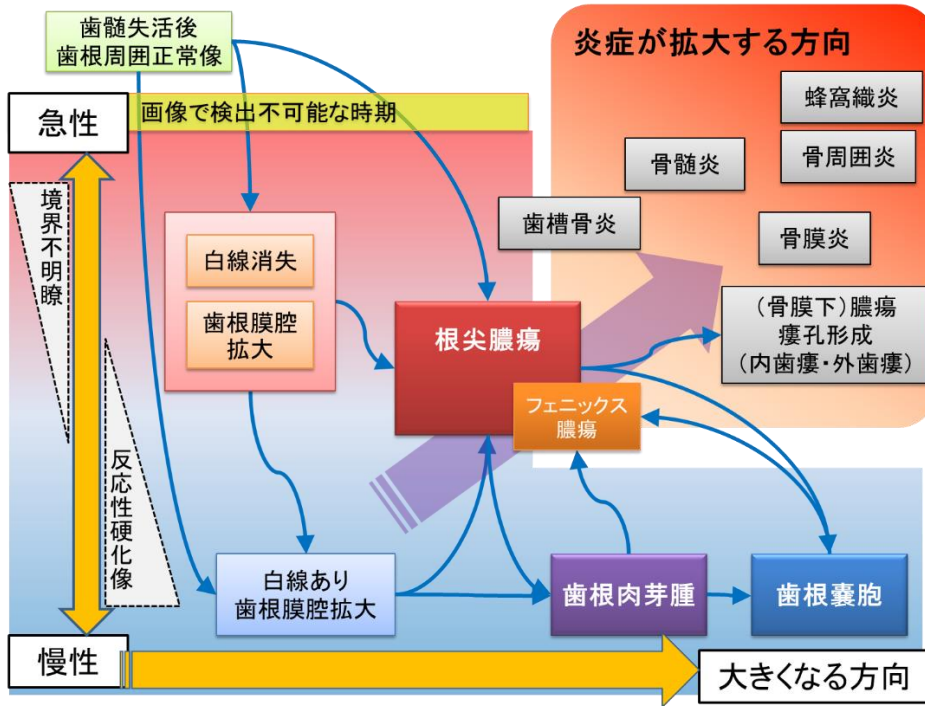 歯髄失活後
歯根周囲正常像
炎症が拡大する方向
急性
画像で検出不可能な時期
蜂窩織炎
骨髄炎
骨周囲炎
境界不明瞭
歯槽骨炎
骨膜炎
白線消失
歯根膜腔
拡大
根尖膿瘍
（骨膜下）膿瘍
瘻孔形成
（内歯瘻・外歯瘻）
フェニックス
膿瘍
反応性硬化像
白線あり
歯根膜腔拡大
歯根肉芽腫
歯根嚢胞
慢性
大きくなる方向